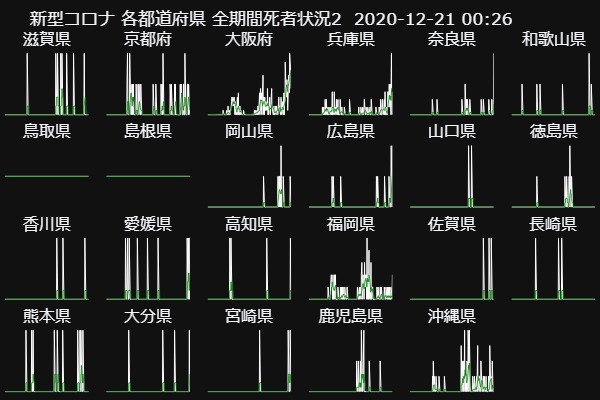 新型コロナ 各都道府県 全期間死者状況2 2020-12-21 00:26
滋賀県 京都府 大阪府 兵庫県 奈良県 和歌山県
鳥取県 島根県 岡山県 広島県 山口県 徳島県
香川県 愛媛県 高知県 福岡県 佐賀県 長崎県
熊本県 大分県 宮崎県 鹿児島県 沖縄県